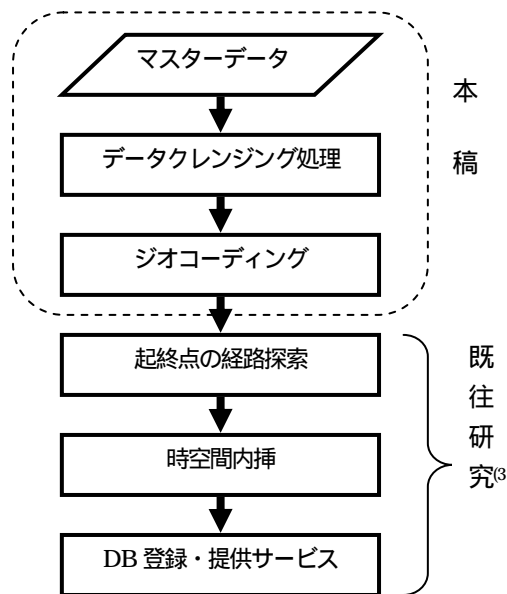 マスターデータ
データクレンジング処理
ジオコーディング
本稿
起終点の経路探索
時空間内挿
DB 登録・提供サービス
既往研究(3